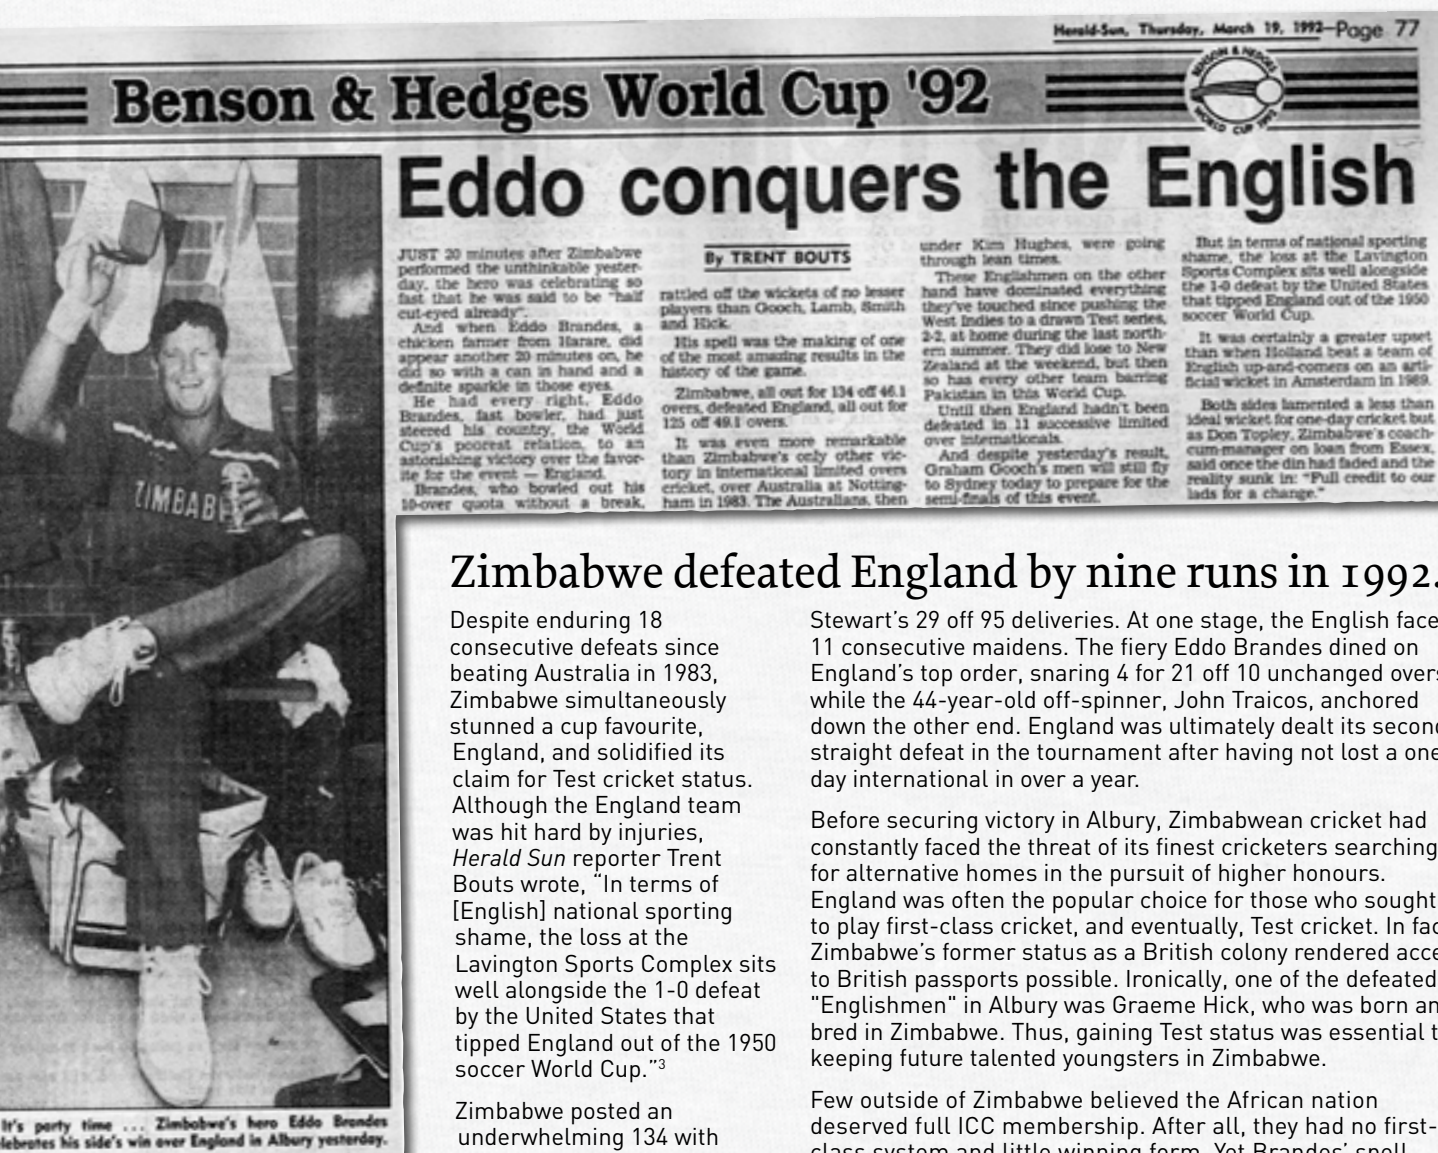 Herald-Sun, Thursday, March 19, 1992—Page 77
Benson & Hedges World Cup '92
BENSON & HEDGES
WORLD CUP 1992
Eddo conquers the English
JUST 20 minutes after Zimbabwe
performed the unthinkable yester-
day, the hero was celebrating so
fast that he was said to be "half
cut-eyed already".
And when Eddo Brandes, a
chicken farmer from Harare, did
appear another 20 minutes on, he
did so with a can in hand and a
definite sparkle in those eyes.
He had every right. Eddo
Brandes, fast bowler, had just
steered his country, the World
Cup's poorest relation, to an
astonishing victory over the favor-
ite for the event — England.
Brandes, who bowled out his
10-over quota without a break,
By TRENT BOUTS
rattled off the wickets of no lesser
players than Gooch, Lamb, Smith
and Hick.
His spell was the making of one
of the most amazing results in the
history of the game.
Zimbabwe, all out for 134 off 46.1
overs, defeated England, all out for
125 off 49.1 overs.
It was even more remarkable
than Zimbabwe's only other vic-
tory in international limited overs
cricket, over Australia at Notting-
ham in 1983. The Australians, then
under Kim Hughes, were going
through lean times.
These Englishmen on the other
hand have dominated everything
they've touched since pushing the
West Indies to a drawn Test series,
2-2, at home during the last north-
ern summer. They did lose to New
Zealand at the weekend, but then
so has every other team barring
Pakistan in this World Cup.
Until then England hadn't been
defeated in 11 successive limited
over internationals.
And despite yesterday's result,
Graham Gooch's men will still fly
to Sydney today to prepare for the
semi-finals of this event.
But in terms of national sporting
shame, the loss at the Lavington
Sports Complex sits well alongside
the 1-0 defeat by the United States
that tipped England out of the 1950
soccer World Cup.
It was certainly a greater upset
than when Holland beat a team of
English up-and-comers on an arti-
ficial wicket in Amsterdam in 1989.
Both sides lamented a less than
ideal wicket for one-day cricket but
as Don Topley, Zimbabwe's coach-
cum-manager on loan from Essex,
said once the din had faded and the
reality sunk in: "Full credit to our
lads for a change."
ZIMBABW
It's party time ... Zimbabwe's hero Eddo Brandes
lebrates his side's win over England in Albury yesterday.
Zimbabwe defeated England by nine runs in 1992.
Despite enduring 18
consecutive defeats since
beating Australia in 1983,
Zimbabwe simultaneously
stunned a cup favourite,
England, and solidified its
claim for Test cricket status.
Although the England team
was hit hard by injuries,
Herald Sun reporter Trent
Bouts wrote, “In terms of
[English] national sporting
shame, the loss at the
Lavington Sports Complex sits
well alongside the 1-0 defeat
by the United States that
tipped England out of the 1950
soccer World Cup.”3
Zimbabwe posted an
underwhelming 134 with
Stewart’s 29 off 95 deliveries. At one stage, the English face
11 consecutive maidens. The fiery Eddo Brandes dined on
England’s top order, snaring 4 for 21 off 10 unchanged overs
while the 44-year-old off-spinner, John Traicos, anchored
down the other end. England was ultimately dealt its second
straight defeat in the tournament after having not lost a one
day international in over a year.
Before securing victory in Albury, Zimbabwean cricket had
constantly faced the threat of its finest cricketers searching
for alternative homes in the pursuit of higher honours.
England was often the popular choice for those who sought
to play first-class cricket, and eventually, Test cricket. In fac
Zimbabwe’s former status as a British colony rendered acce
to British passports possible. Ironically, one of the defeated
"Englishmen" in Albury was Graeme Hick, who was born an
bred in Zimbabwe. Thus, gaining Test status was essential t
keeping future talented youngsters in Zimbabwe.
Few outside of Zimbabwe believed the African nation
deserved full ICC membership. After all, they had no first-
class system and little winning form. Yet Brandes’ spell